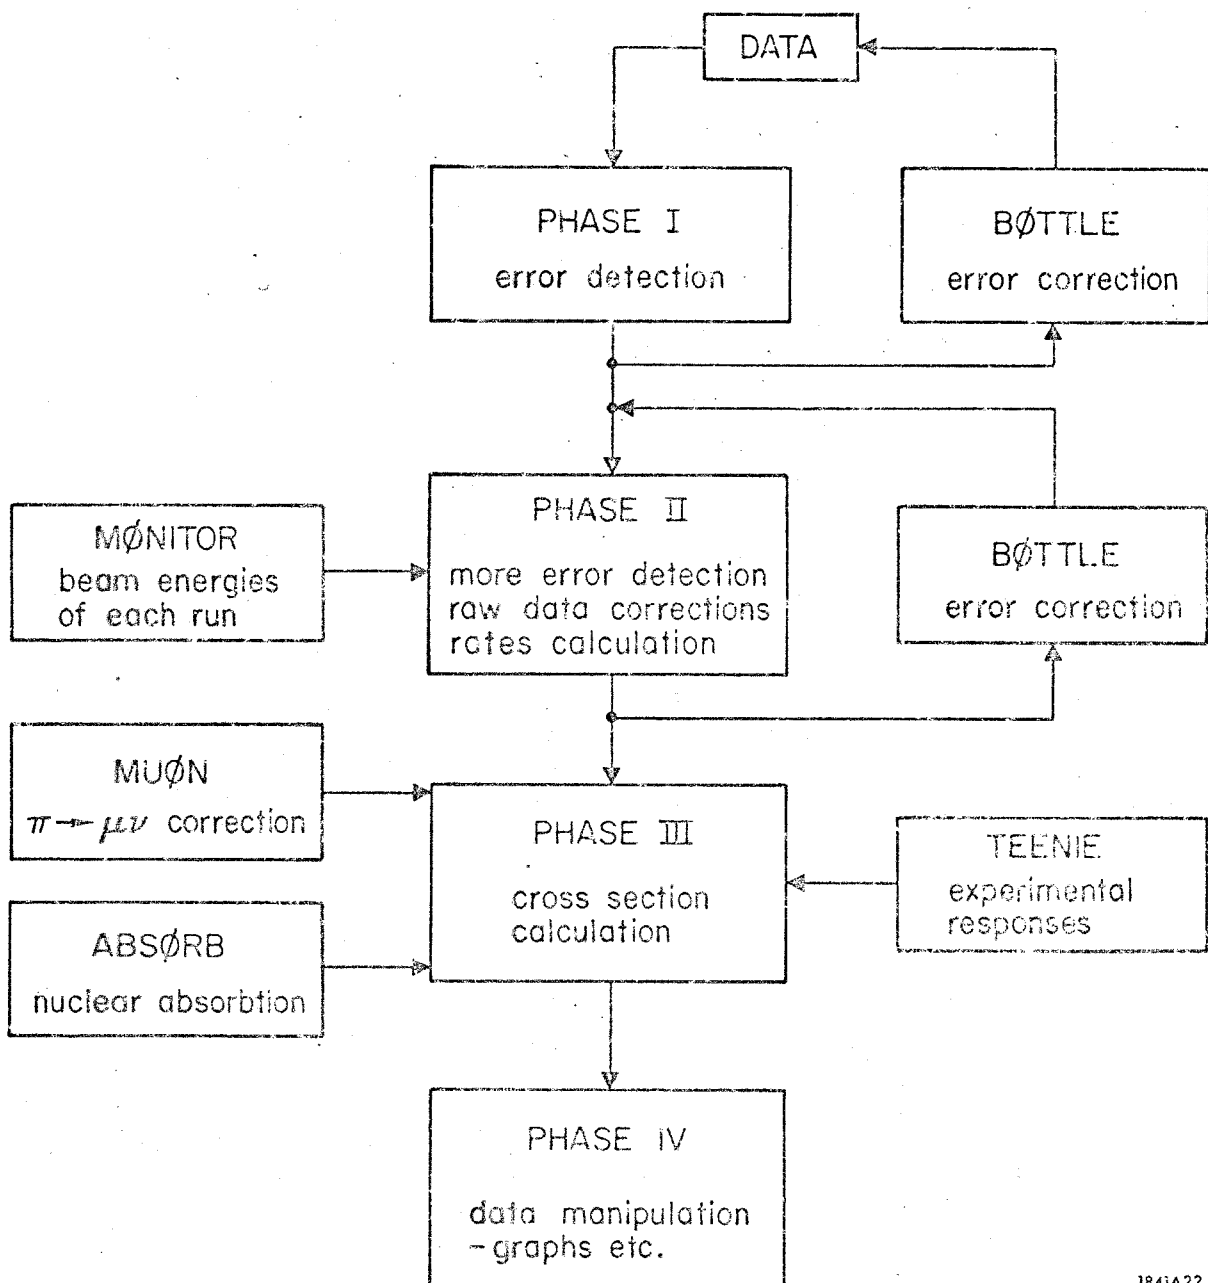 DATA
PHASE I
error detection
BØTTLE
error correction
MØNITOR
beam energies
of each run
PHASE II
more error detection
raw data corrections
rates calculation
BØTTLE
error correction
MUØN
π → μν correction
PHASE III
cross section
calculation
TEENIE
experimental
responses
ABSØRB
nuclear absorbtion
PHASE IV
data manipulation
- graphs etc.
1841A22